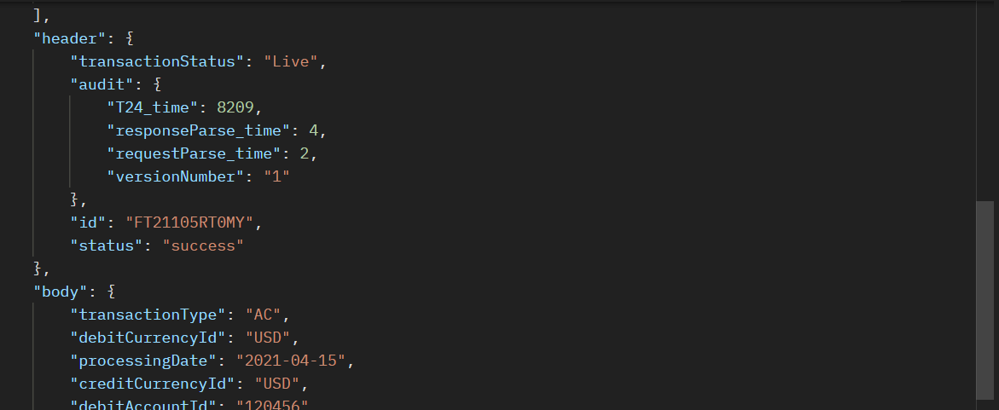 ],
"header": {
"transactionStatus": "Live",
"audit": {
"T24_time": 8209,
"responseParse_time": 4,
"requestParse_time": 2,
"versionNumber": "1"
},
"id": "FT21105RT0MY",
"status": "success"
},
"body": {
"transactionType": "AC",
"debitCurrencyId": "USD",
"processingDate": "2021-04-15",
"creditCurrencyId": "USD",
"debitAccountId": "120456"